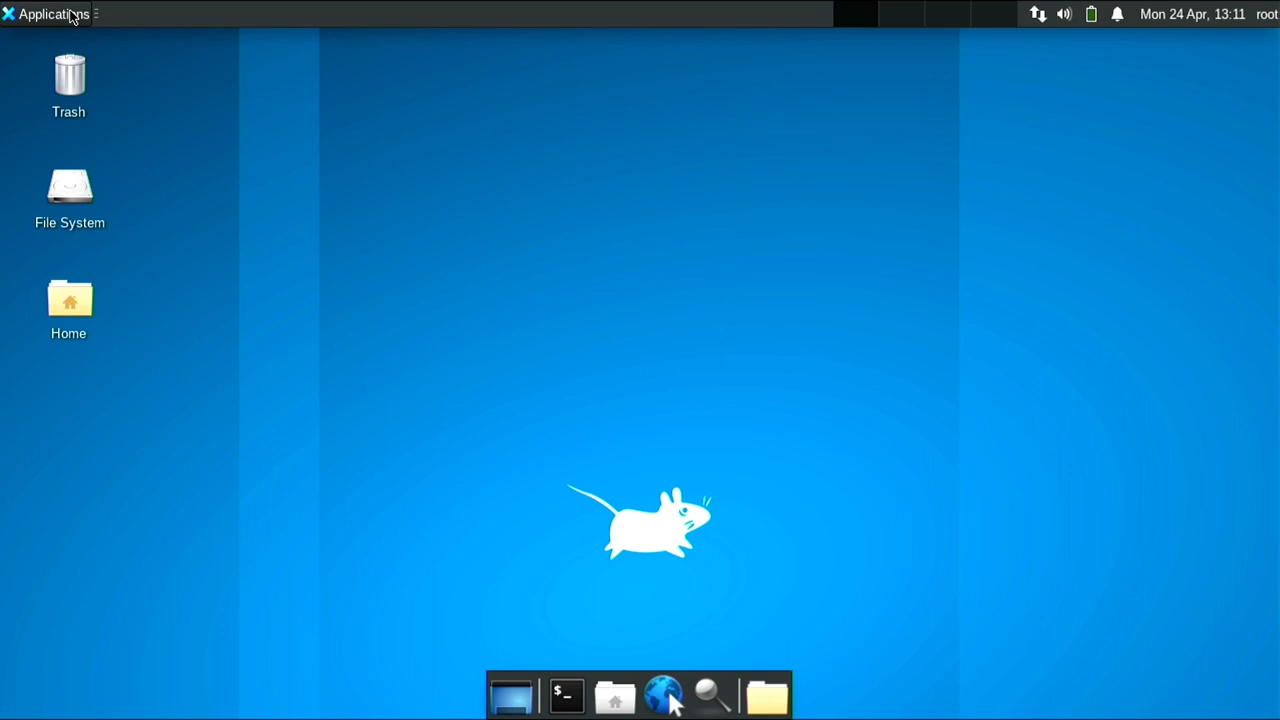 Applications
Mon 24 Apr, 13:11
root
Trash
File System
Home
$_